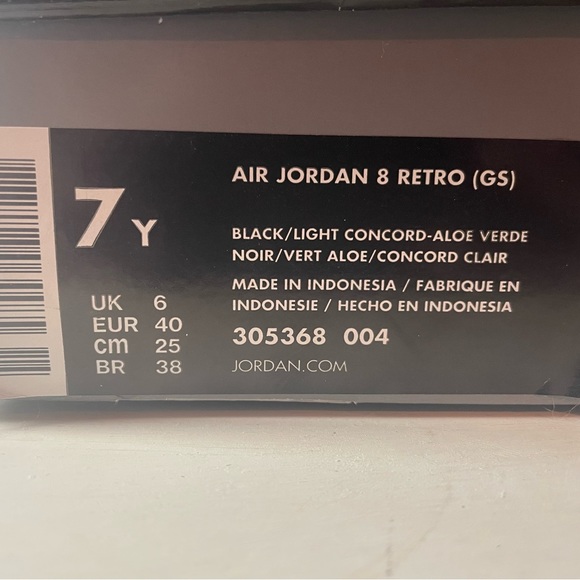 7 Y
UK 6
EUR 40
cm 25
BR 38
AIR JORDAN 8 RETRO (GS)
BLACK/LIGHT CONCORD-ALOE VERDE
NOIR/VERT ALOE/CONCORD CLAIR
MADE IN INDONESIA / FABRIQUE EN
INDONESIE / HECHO EN INDONESIA
305368 004
JORDAN.COM